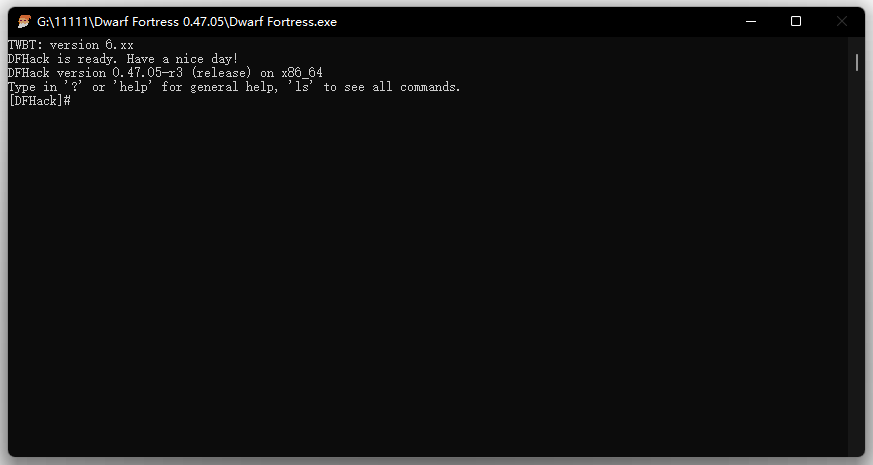 G:\11111\Dwarf Fortress 0.47.05\Dwarf Fortress.exe
TWBT: version 6.xx
DFHack is ready. Have a nice day!
DFHack version 0.47.05-r3 (release) on x86_64
Type in '?' or 'help' for general help, 'ls' to see all commands.
[DFHack]#